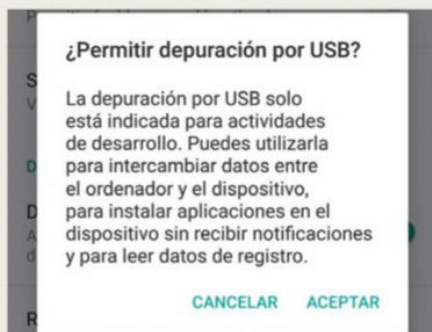 ¿Permitir depuración por USB?
La depuración por USB solo
está indicada para actividades
de desarrollo. Puedes utilizarla
para intercambiar datos entre
el ordenador y el dispositivo,
para instalar aplicaciones en el
dispositivo sin recibir notificaciones
y para leer datos de registro.
CANCELAR ACEPTAR